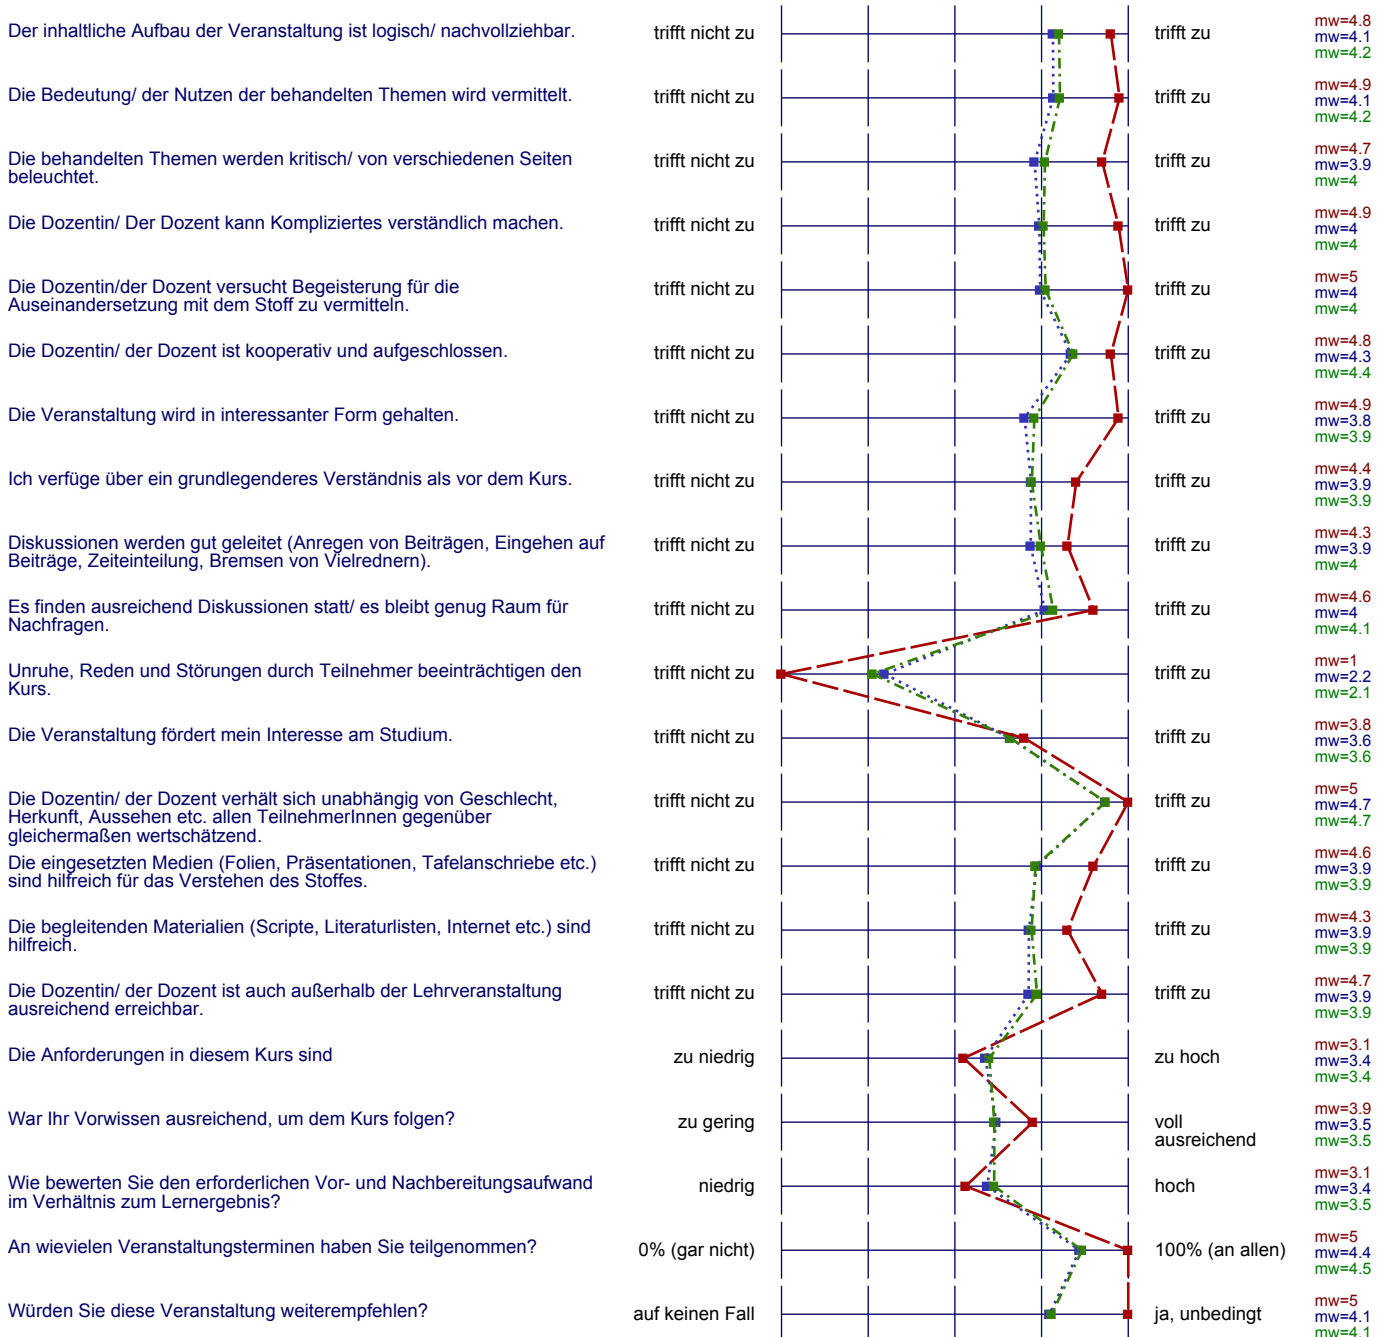 Der inhaltliche Aufbau der Veranstaltung ist logisch/ nachvollziehbar. trifft nicht zu trifft zu mw=4.8
mw=4.1
mw=4.2
Die Bedeutung/ der Nutzen der behandelten Themen wird vermittelt. trifft nicht zu trifft zu mw=4.9
mw=4.1
mw=4.2
Die behandelten Themen werden kritisch/ von verschiedenen Seiten
beleuchtet. trifft nicht zu trifft zu mw=4.7
mw=3.9
mw=4
Die Dozentin/ Der Dozent kann Kompliziertes verständlich machen. trifft nicht zu trifft zu mw=4.9
mw=4
mw=4
Die Dozentin/der Dozent versucht Begeisterung für die
Auseinandersetzung mit dem Stoff zu vermitteln. trifft nicht zu trifft zu mw=5
mw=4
mw=4
Die Dozentin/ der Dozent ist kooperativ und aufgeschlossen. trifft nicht zu trifft zu mw=4.8
mw=4.3
mw=4.4
Die Veranstaltung wird in interessanter Form gehalten. trifft nicht zu trifft zu mw=4.9
mw=3.8
mw=3.9
Ich verfüge über ein grundlegenderes Verständnis als vor dem Kurs. trifft nicht zu trifft zu mw=4.4
mw=3.9
mw=3.9
Diskussionen werden gut geleitet (Anregen von Beiträgen, Eingehen auf
Beiträge, Zeiteinteilung, Bremsen von Vielrednern). trifft nicht zu trifft zu mw=4.3
mw=3.9
mw=4
Es finden ausreichend Diskussionen statt/ es bleibt genug Raum für
Nachfragen. trifft nicht zu trifft zu mw=4.6
mw=4
mw=4.1
Unruhe, Reden und Störungen durch Teilnehmer beeinträchtigen den
Kurs. trifft nicht zu trifft zu mw=1
mw=2.2
mw=2.1
Die Veranstaltung fördert mein Interesse am Studium. trifft nicht zu trifft zu mw=3.8
mw=3.6
mw=3.6
Die Dozentin/ der Dozent verhält sich unabhängig von Geschlecht,
Herkunft, Aussehen etc. allen TeilnehmerInnen gegenüber
gleichermaßen wertschätzend. trifft nicht zu trifft zu mw=5
mw=4.7
mw=4.7
Die eingesetzten Medien (Folien, Präsentationen, Tafelanschriebe etc.)
sind hilfreich für das Verstehen des Stoffes. trifft nicht zu trifft zu mw=4.6
mw=3.9
mw=3.9
Die begleitenden Materialien (Scripte, Literaturlisten, Internet etc.) sind
hilfreich. trifft nicht zu trifft zu mw=4.3
mw=3.9
mw=3.9
Die Dozentin/ der Dozent ist auch außerhalb der Lehrveranstaltung
ausreichend erreichbar. trifft nicht zu trifft zu mw=4.7
mw=3.9
mw=3.9
Die Anforderungen in diesem Kurs sind zu niedrig zu hoch mw=3.1
mw=3.4
mw=3.4
War Ihr Vorwissen ausreichend, um dem Kurs folgen? zu gering voll
ausreichend mw=3.9
mw=3.5
mw=3.5
Wie bewerten Sie den erforderlichen Vor- und Nachbereitungsaufwand
im Verhältnis zum Lernergebnis? niedrig hoch mw=3.1
mw=3.4
mw=3.5
An wievielen Veranstaltungsterminen haben Sie teilgenommen? 0% (gar nicht) 100% (an allen) mw=5
mw=4.4
mw=4.5
Würden Sie diese Veranstaltung weiterempfehlen? auf keinen Fall ja, unbedingt mw=5
mw=4.1
mw=4.1